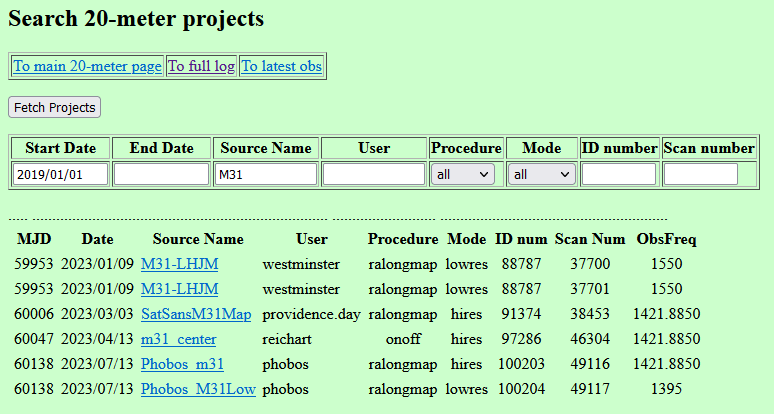 Search 20-meter projects
To main 20-meter page To full log To latest obs
Fetch Projects
Start Date End Date Source Name User Procedure Mode ID number Scan number
2019/01/01 M31 all all
MJD Date Source Name User Procedure Mode ID num Scan Num ObsFreq
59953 2023/01/09 M31-LHJM westminster ralongmap lowres 88787 37700 1550
59953 2023/01/09 M31-LHJM westminster ralongmap lowres 88787 37701 1550
60006 2023/03/03 SatSansM31Map providence.day ralongmap hires 91374 38453 1421.8850
60047 2023/04/13 m31_center reichart onoff hires 97286 46304 1421.8850
60138 2023/07/13 Phobos_m31 phobos ralongmap hires 100203 49116 1421.8850
60138 2023/07/13 Phobos_M31Low phobos ralongmap lowres 100204 49117 1395